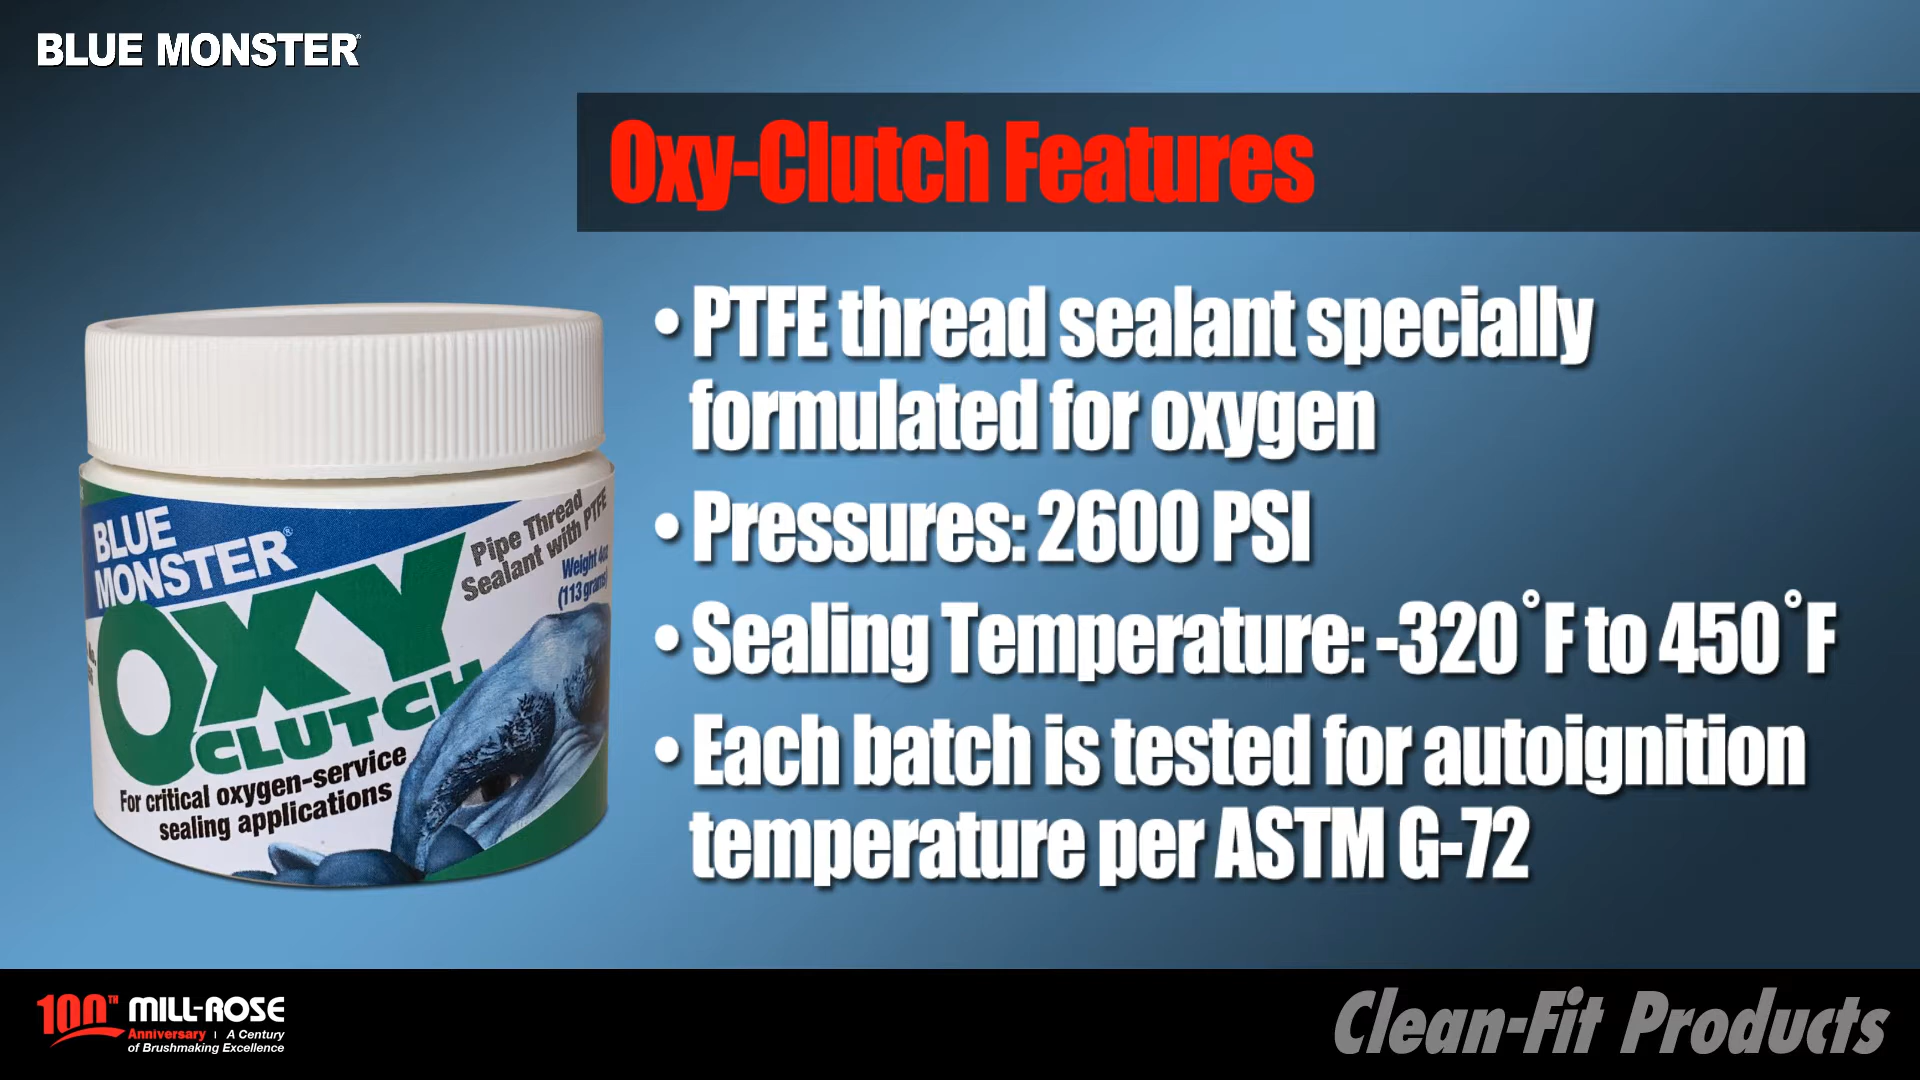 BLUE MONSTER®
Oxy-Clutch Features
• PTFE thread sealant specially
formulated for oxygen
• Pressures: 2600 PSI
• Sealing Temperature: -320°F to 450°F
• Each batch is tested for autoignition
temperature per ASTM G-72
BLUE
MONSTER®
Pipe Thread
Sealant with PTFE
Weight 4oz
(113 grams)
OXY
CLUTCH
For critical oxygen-service
sealing applications
100TH MILL-ROSE
Anniversary | A Century
of Brushmaking Excellence
Clean-Fit Products